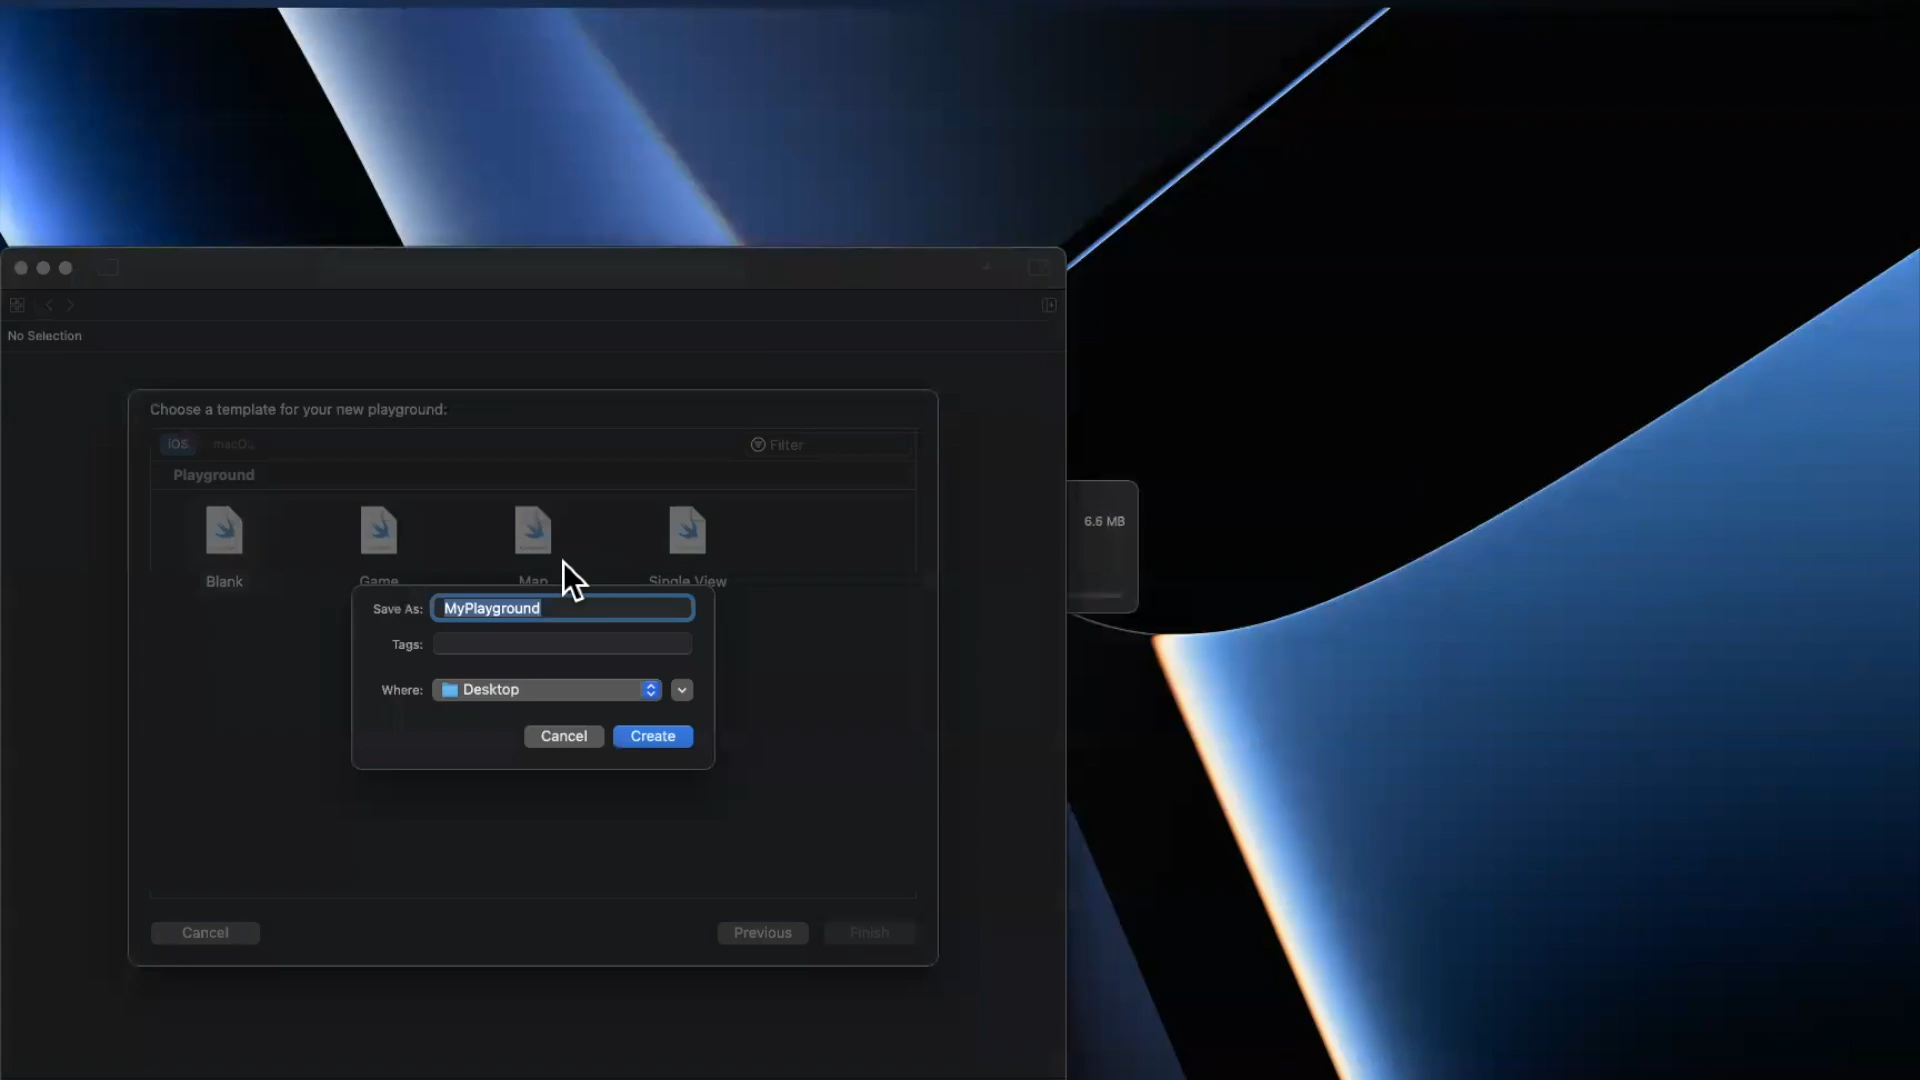 No Selection
Choose a template for your new playground:
iOS macOS
Filter
Playground
Blank
Game
Map
Single View
6.6 MB
Save As: MyPlayground
Tags:
Where: Desktop
Cancel Create
Cancel Previous Finish